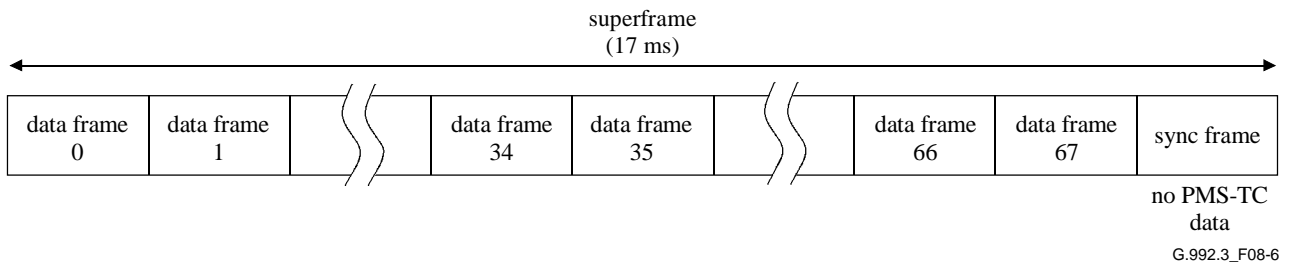 superframe
(17 ms)
data frame
0
data frame
1
data frame
34
data frame
35
data frame
66
data frame
67
sync frame
no PMS-TC
data
G.992.3_F08-6